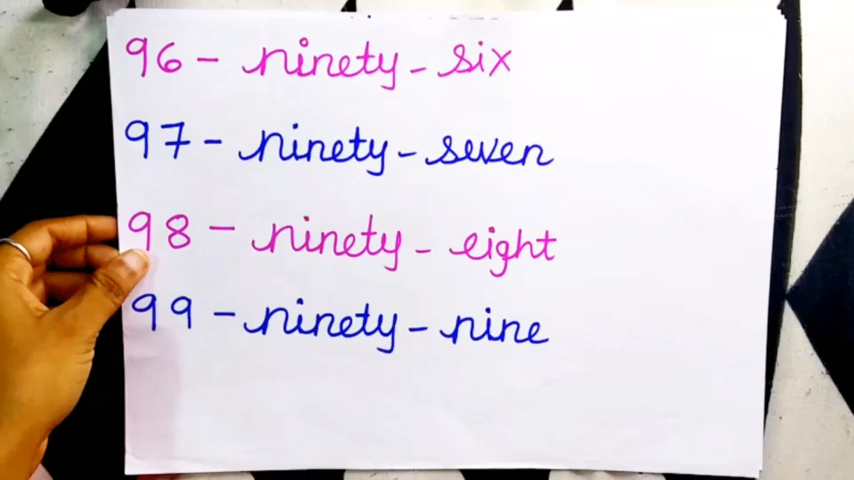 96 - ninety - six
97 - ninety - seven
98 - ninety - eight
99 - ninety - nine